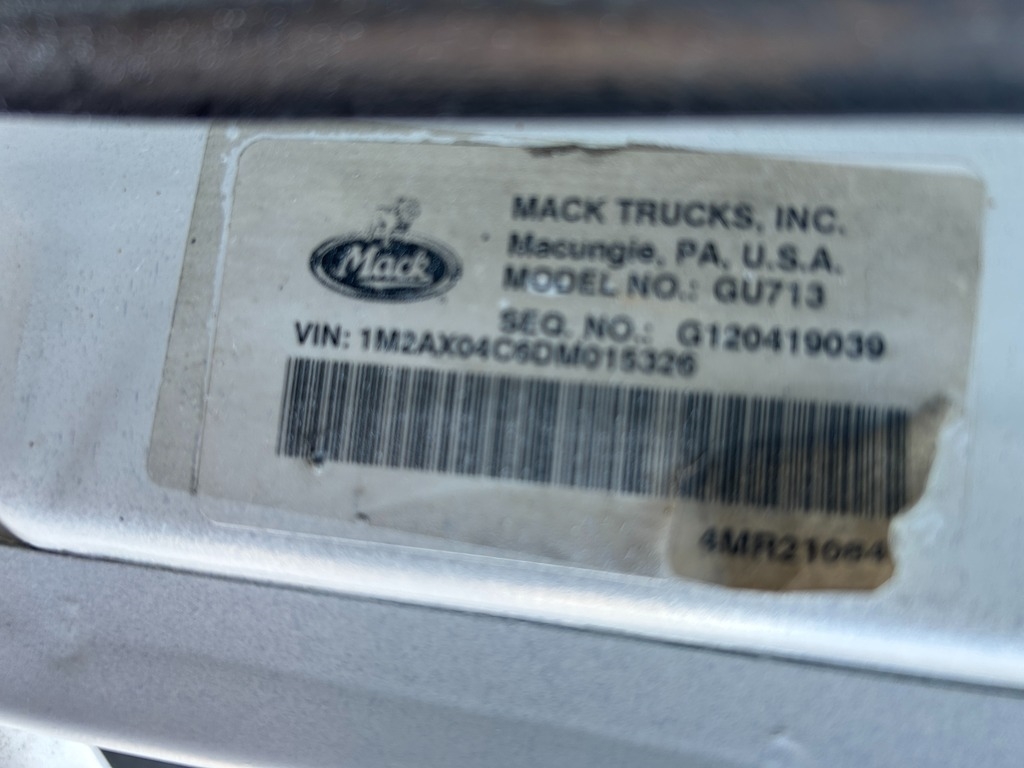 Mack
MACK TRUCKS, INC.
Macungie, PA, U.S.A.
MODEL NO.: GU713
SEQ. NO.: G120419039
VIN: 1M2AX04C6DM015326
4MR21064